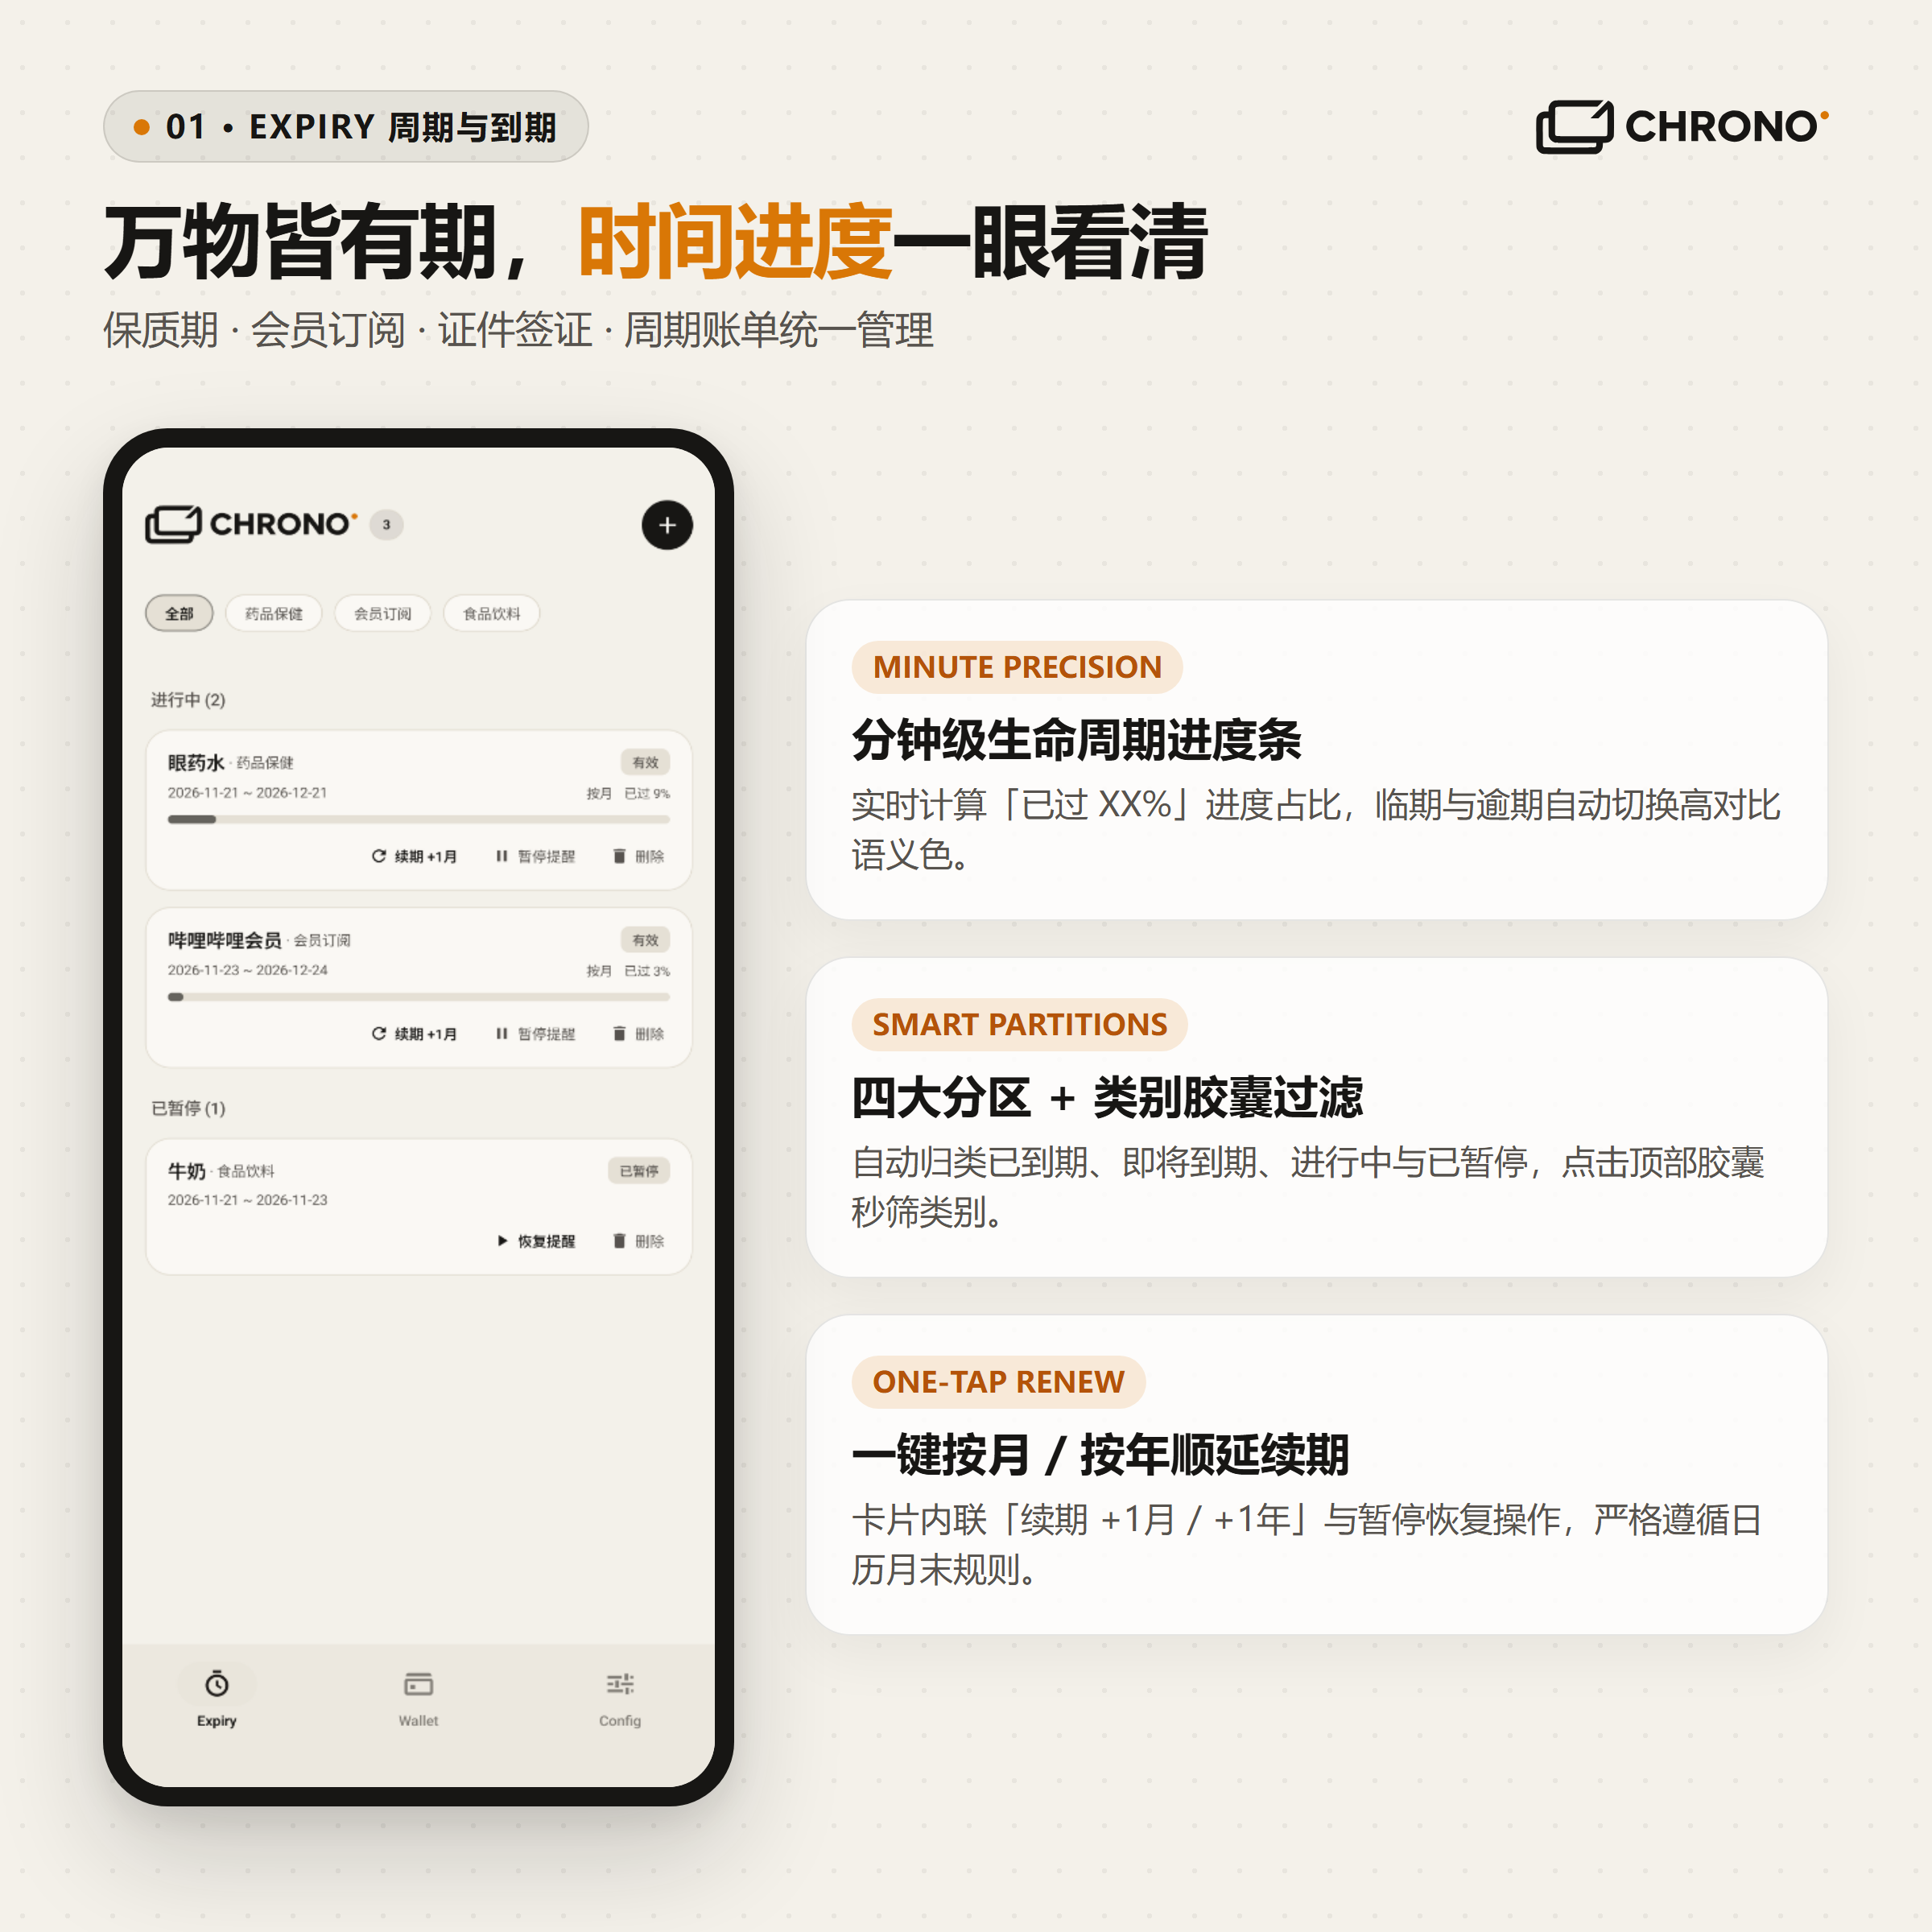 01 • EXPIRY 周期与到期
CHRONO
万物皆有期，时间进度一眼看清
保质期 · 会员订阅 · 证件签证 · 周期账单统一管理
CHRONO 3 +
全部 药品保健 会员订阅 食品饮料
进行中 (2)
眼药水 · 药品保健 有效
2026-11-21 ~ 2026-12-21 按月 已过 9%
续期 +1月 暂停提醒 删除
哔哩哔哩会员 · 会员订阅 有效
2026-11-23 ~ 2026-12-24 按月 已过 3%
续期 +1月 暂停提醒 删除
已暂停 (1)
牛奶 · 食品饮料 已暂停
2026-11-21 ~ 2026-11-23
恢复提醒 删除
Expiry Wallet Config
MINUTE PRECISION
分钟级生命周期进度条
实时计算「已过 XX%」进度占比，临期与逾期自动切换高对比
语义色。
SMART PARTITIONS
四大分区 + 类别胶囊过滤
自动归类已到期、即将到期、进行中与已暂停，点击顶部胶囊
秒筛类别。
ONE-TAP RENEW
一键按月 / 按年顺延续期
卡片内联「续期 +1月 / +1年」与暂停恢复操作，严格遵循日
历月末规则。